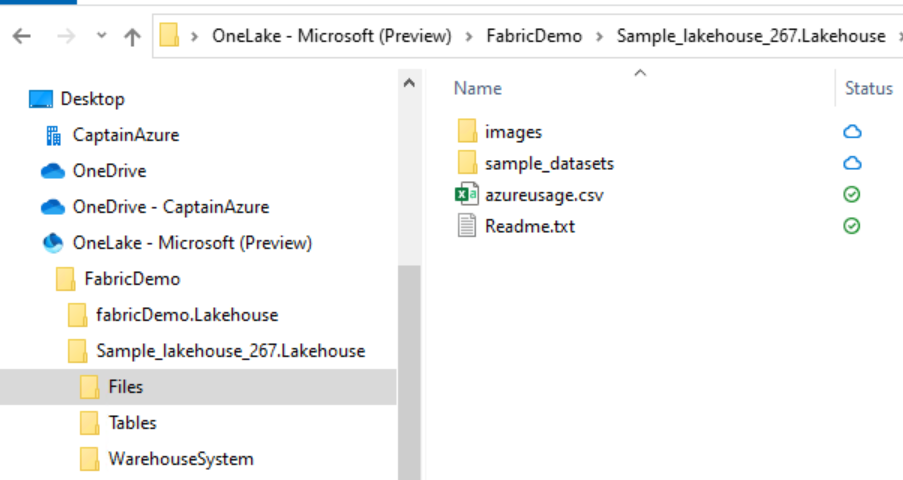 OneLake - Microsoft (Preview) > FabricDemo > Sample_lakehouse_267.Lakehouse >
Desktop
CaptainAzure
OneDrive
OneDrive - CaptainAzure
OneLake - Microsoft (Preview)
FabricDemo
fabricDemo.Lakehouse
Sample_lakehouse_267.Lakehouse
Files
Tables
WarehouseSystem
Name Status
images
sample_datasets
azureusage.csv
Readme.txt